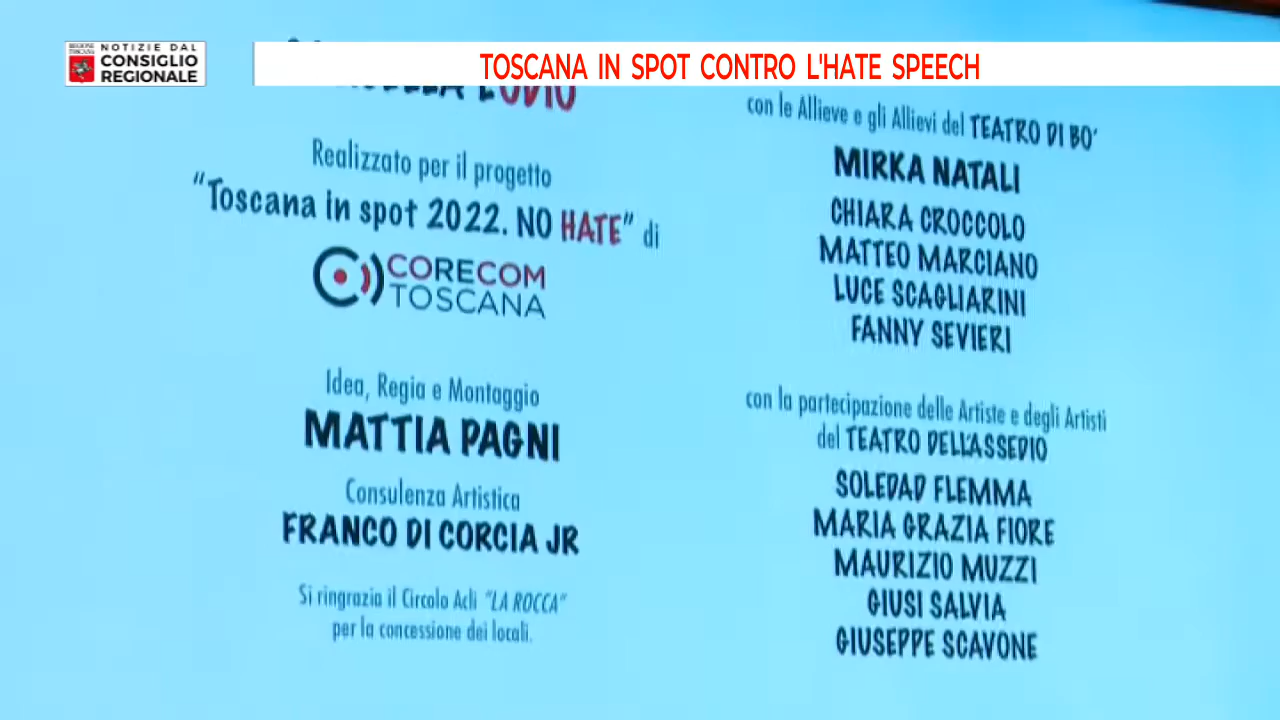 REGIONE TOSCANA
NOTIZIE DAL
CONSIGLIO
REGIONALE
TOSCANA IN SPOT CONTRO L'HATE SPEECH
L'ODIO
Realizzato per il progetto
"Toscana in spot 2022. NO HATE" di
CORECOM
TOSCANA
Idea, Regia e Montaggio
MATTIA PAGNI
Consulenza Artistica
FRANCO DI CORCIA JR
Si ringrazia il Circolo Acli "LA ROCCA"
per la concessione dei locali.
con le Allieve e gli Allievi del TEATRO DI BO'
MIRKA NATALI
CHIARA CROCCOLO
MATTEO MARCIANO
LUCE SCAGLIARINI
FANNY SEVIERI
con la partecipazione delle Artiste e degli Artisti
del TEATRO DELL'ASSEDIO
SOLEDAD FLEMMA
MARIA GRAZIA FIORE
MAURIZIO MUZZI
GIUSI SALVIA
GIUSEPPE SCAVONE